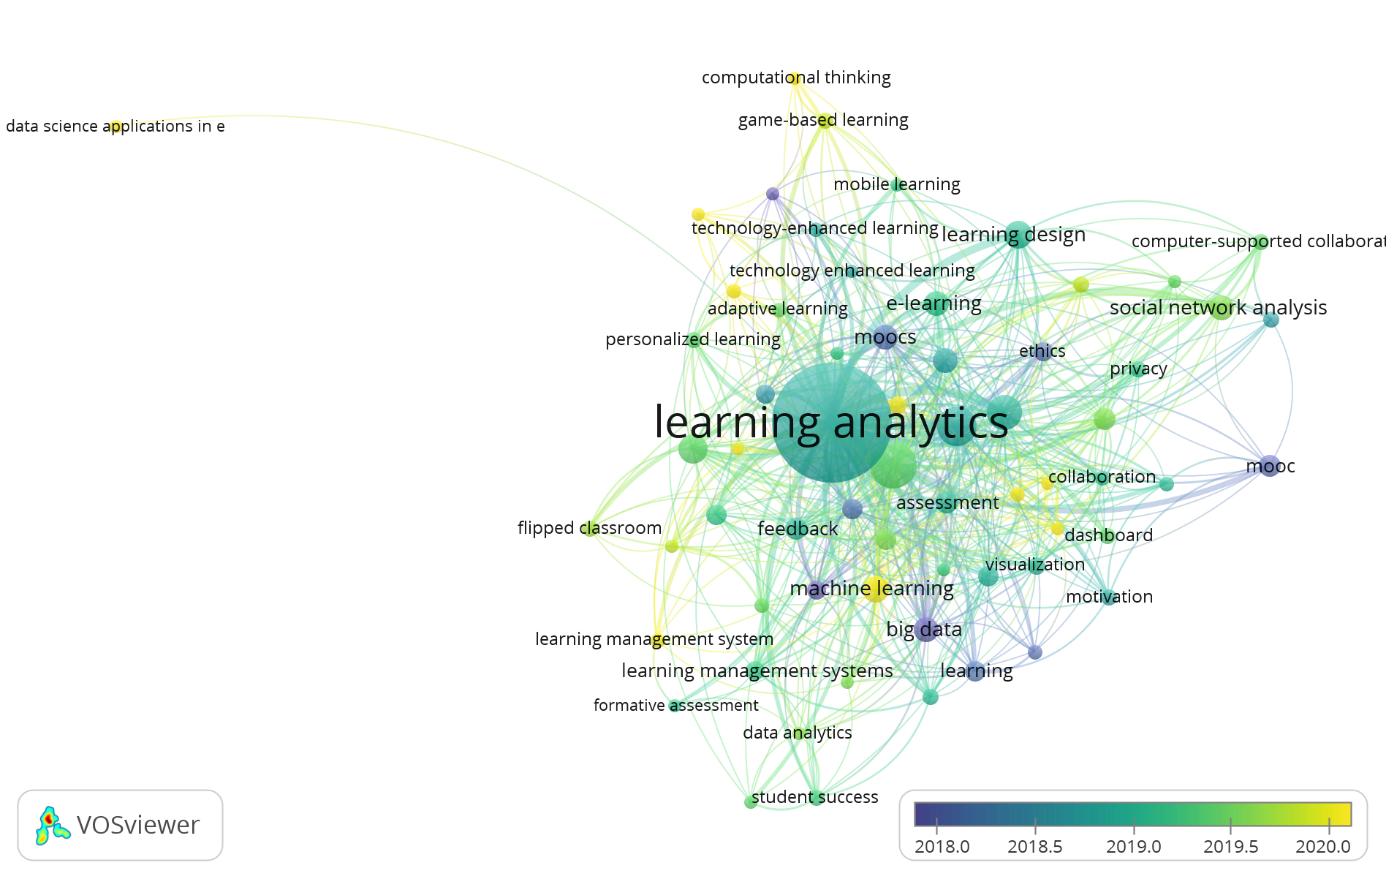 computational thinking
data science applications in e
game-based learning
mobile learning
technology-enhanced learning
learning design
computer-supported collaborat
technology enhanced learning
adaptive learning
e-learning
social network analysis
personalized learning
moocs
ethics
privacy
learning analytics
mooc
collaboration
assessment
flipped classroom
feedback
dashboard
visualization
machine learning
motivation
big data
learning management system
learning management systems
learning
formative assessment
data analytics
student success
VOSviewer
2018.0 2018.5 2019.0 2019.5 2020.0